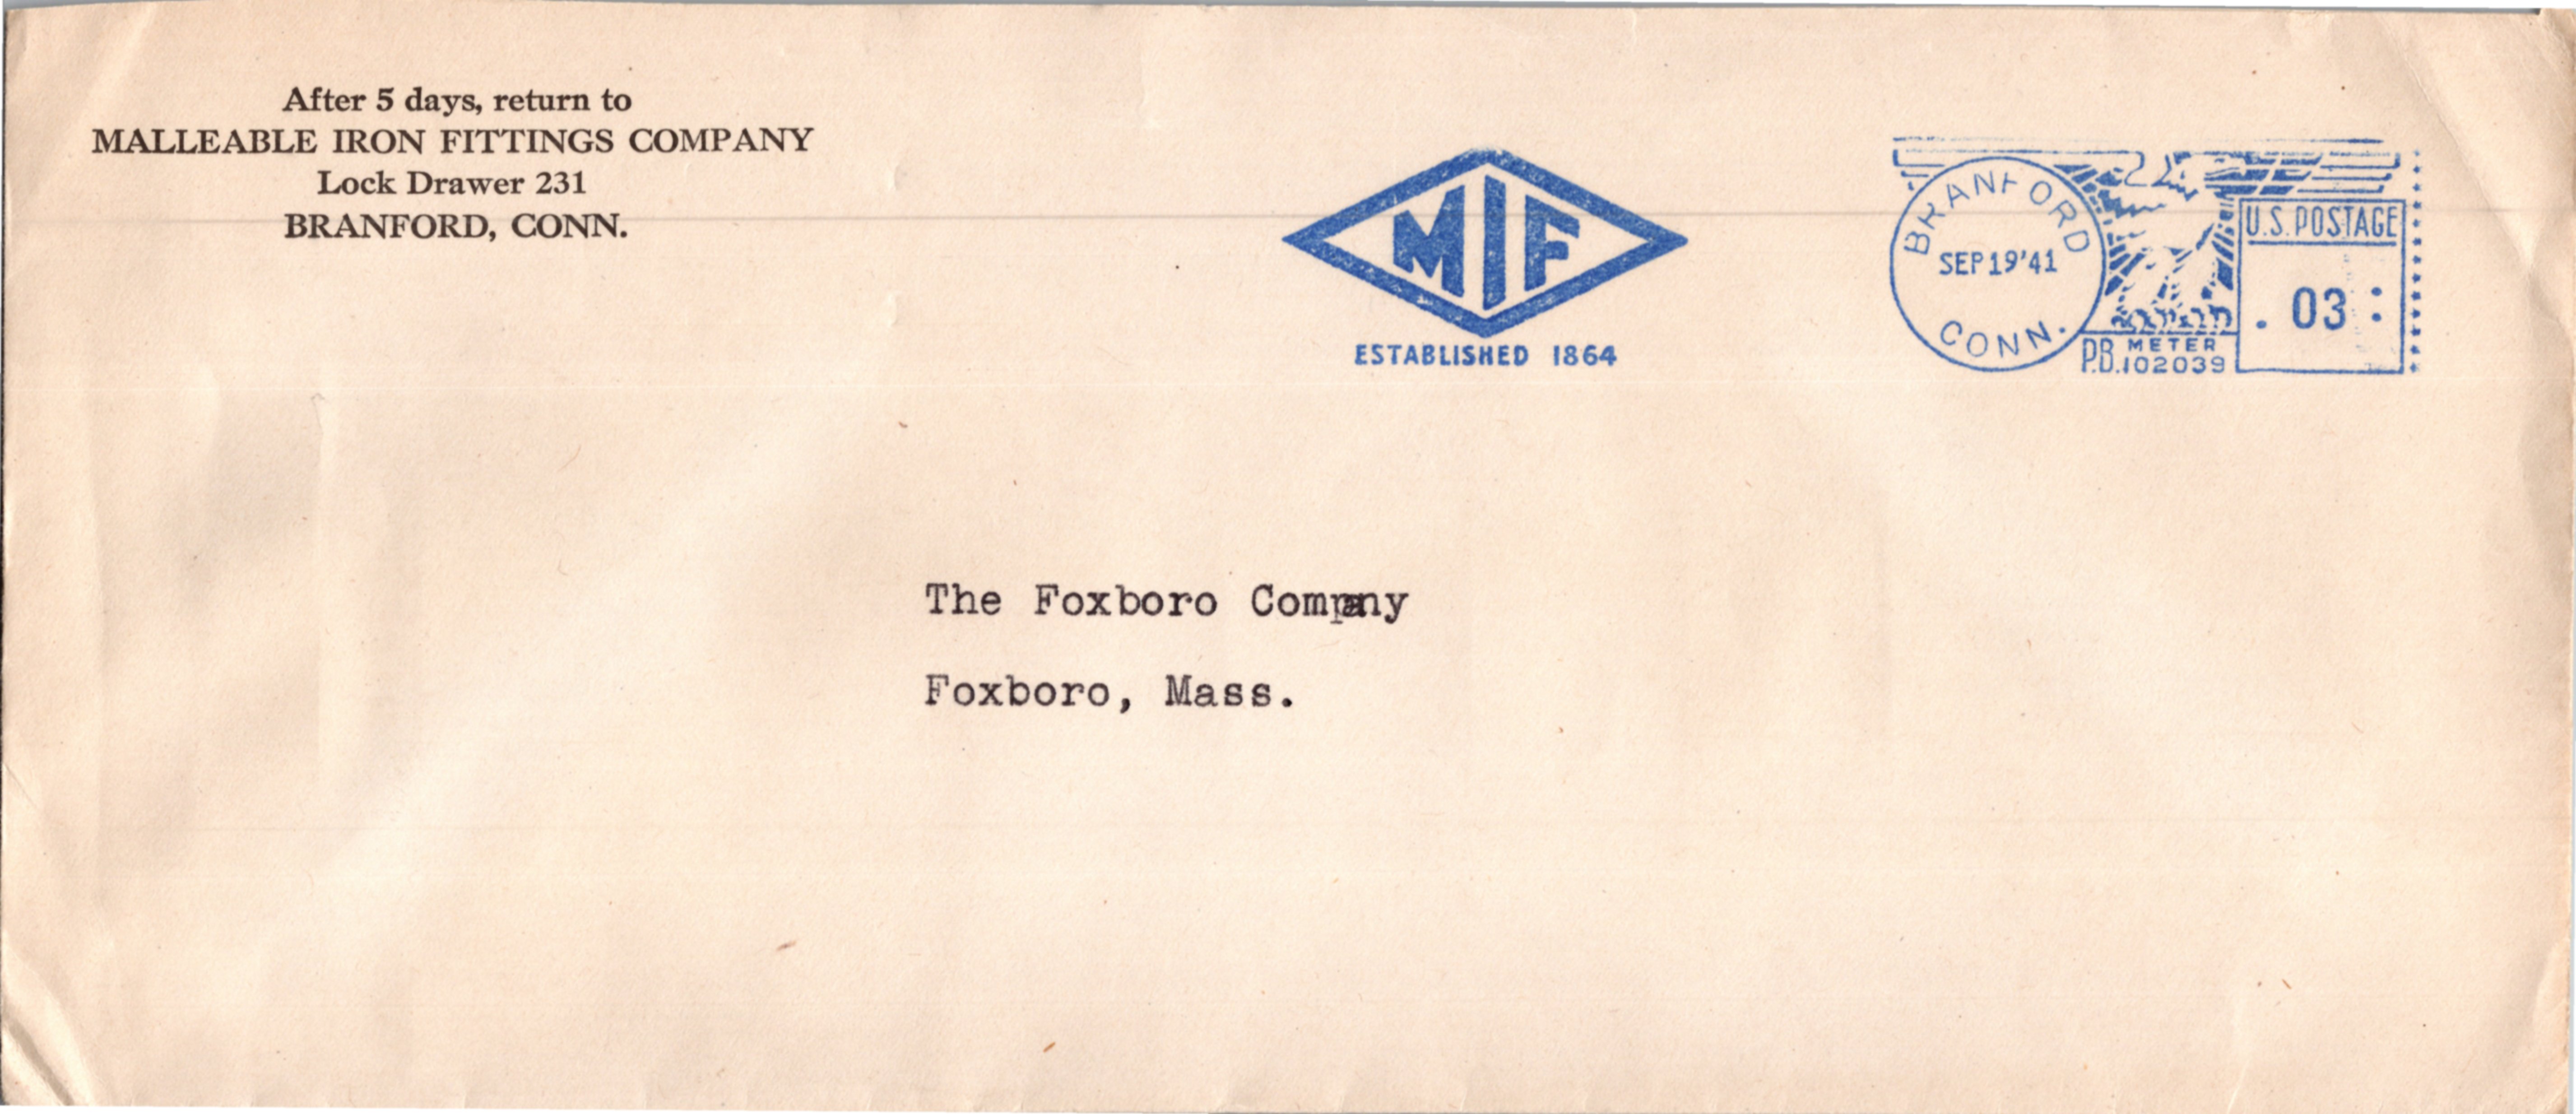 After 5 days, return to
MALLEABLE IRON FITTINGS COMPANY
Lock Drawer 231
BRANFORD, CONN.
MIF
ESTABLISHED 1864
BRANFORD
SEP 19 '41
CONN.
P.B. METER
102039
U.S. POSTAGE
. 03 :
The Foxboro Company
Foxboro, Mass.